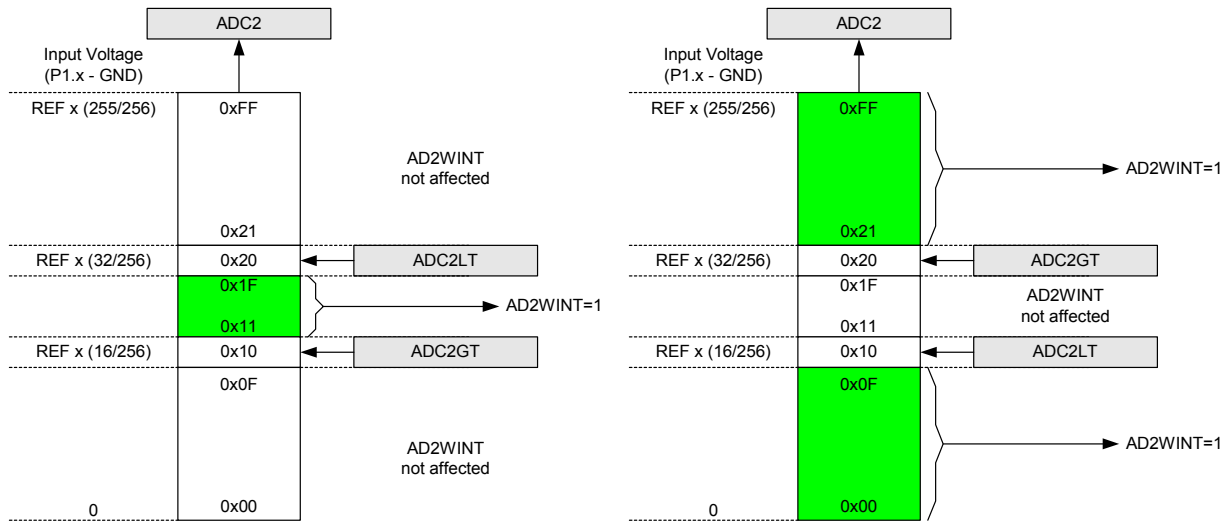 ADC2
Input Voltage
(P1.x - GND)
REF x (255/256)
0xFF
AD2WINT
not affected
0x21
REF x (32/256)
0x20
ADC2LT
0x1F
AD2WINT=1
0x11
REF x (16/256)
0x10
ADC2GT
0x0F
AD2WINT
not affected
0
0x00
ADC2
Input Voltage
(P1.x - GND)
REF x (255/256)
0xFF
AD2WINT=1
0x21
REF x (32/256)
0x20
ADC2GT
0x1F
AD2WINT
not affected
0x11
REF x (16/256)
0x10
ADC2LT
0x0F
AD2WINT=1
0
0x00